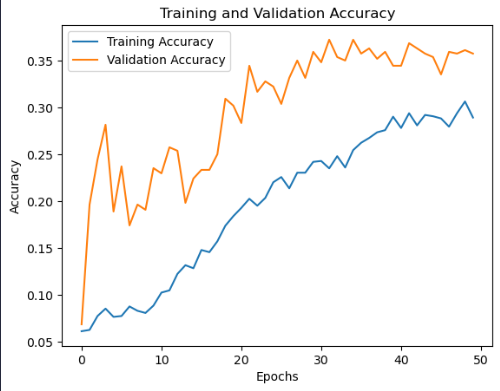 Training and Validation Accuracy
Training Accuracy
Validation Accuracy
0.35
0.30
0.25
0.20
0.15
0.10
0.05
Accuracy
0 10 20 30 40 50
Epochs